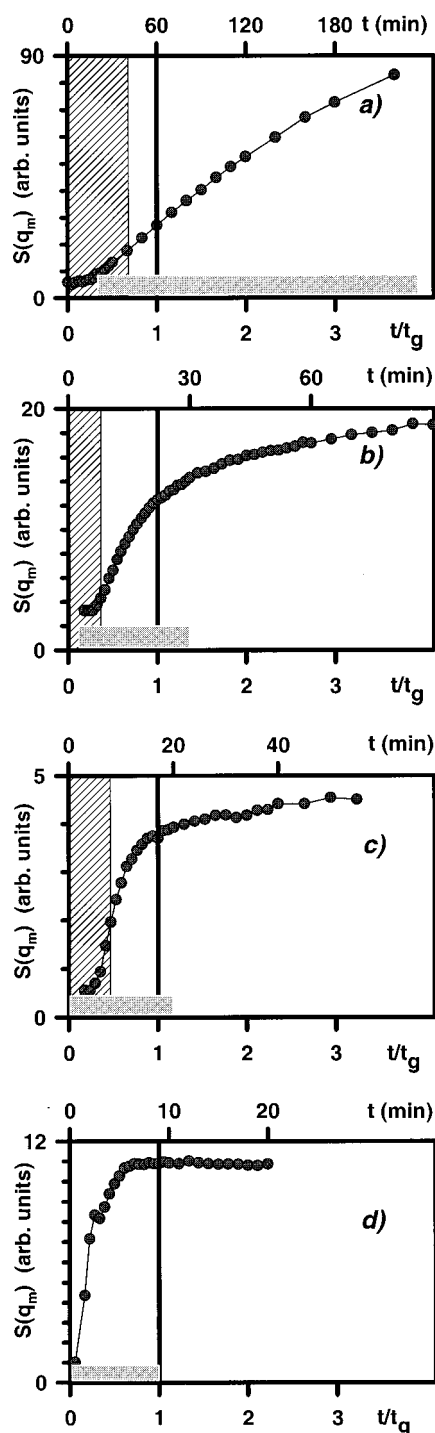 0 60 120 180 t (min)
90
a)
S(q_m) (arb. units)
0
0 1 2 3 t/t_g
0 30 60 t (min)
20
b)
S(q_m) (arb. units)
0
0 1 2 3 t/t_g
0 20 40 t (min)
5
c)
S(q_m) (arb. units)
0
0 1 2 3 t/t_g
0 10 20 t (min)
12
d)
S(q_m) (arb. units)
0
0 1 2 3 t/t_g